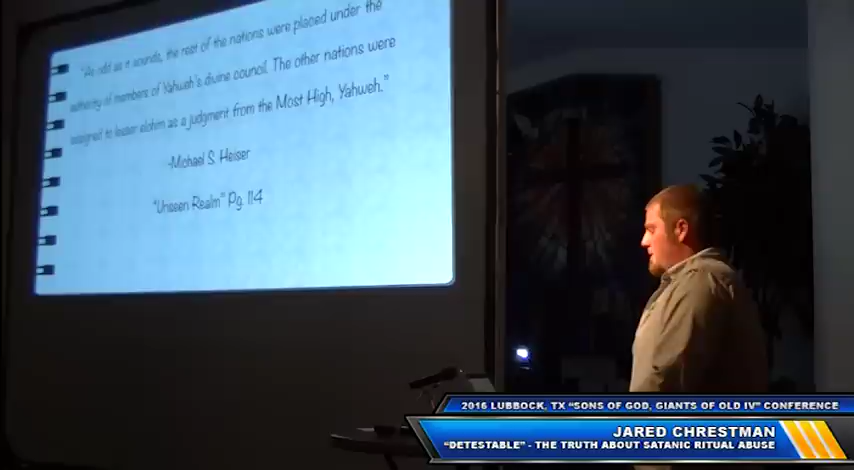 "As odd as it sounds, the rest of the nations were placed under the
authority of members of Yahweh's divine council. The other nations were
assigned to lesser elohim as a judgment from the Most High, Yahweh."
-Michael S. Heiser
"Unseen Realm" Pg. 114
2016 LUBBOCK, TX "SONS OF GOD, GIANTS OF OLD IV" CONFERENCE
JARED CHRESTMAN
"DETESTABLE" - THE TRUTH ABOUT SATANIC RITUAL ABUSE